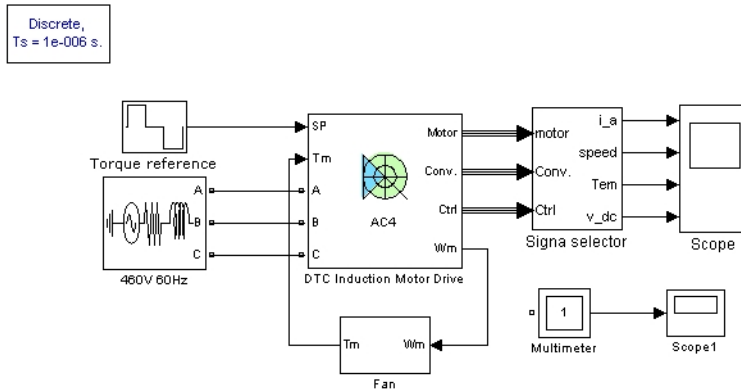 Discrete,
Ts = 1e-006 s.
Torque reference
SP
Tm
A
B
C
Motor
Conv.
Ctrl
Wm
AC4
DTC Induction Motor Drive
A
B
C
460V 60Hz
motor
Conv.
Ctrl
i_a
speed
Tem
v_dc
Signa selector
Scope
Tm
Wm
Fan
1
Multimeter
Scope1